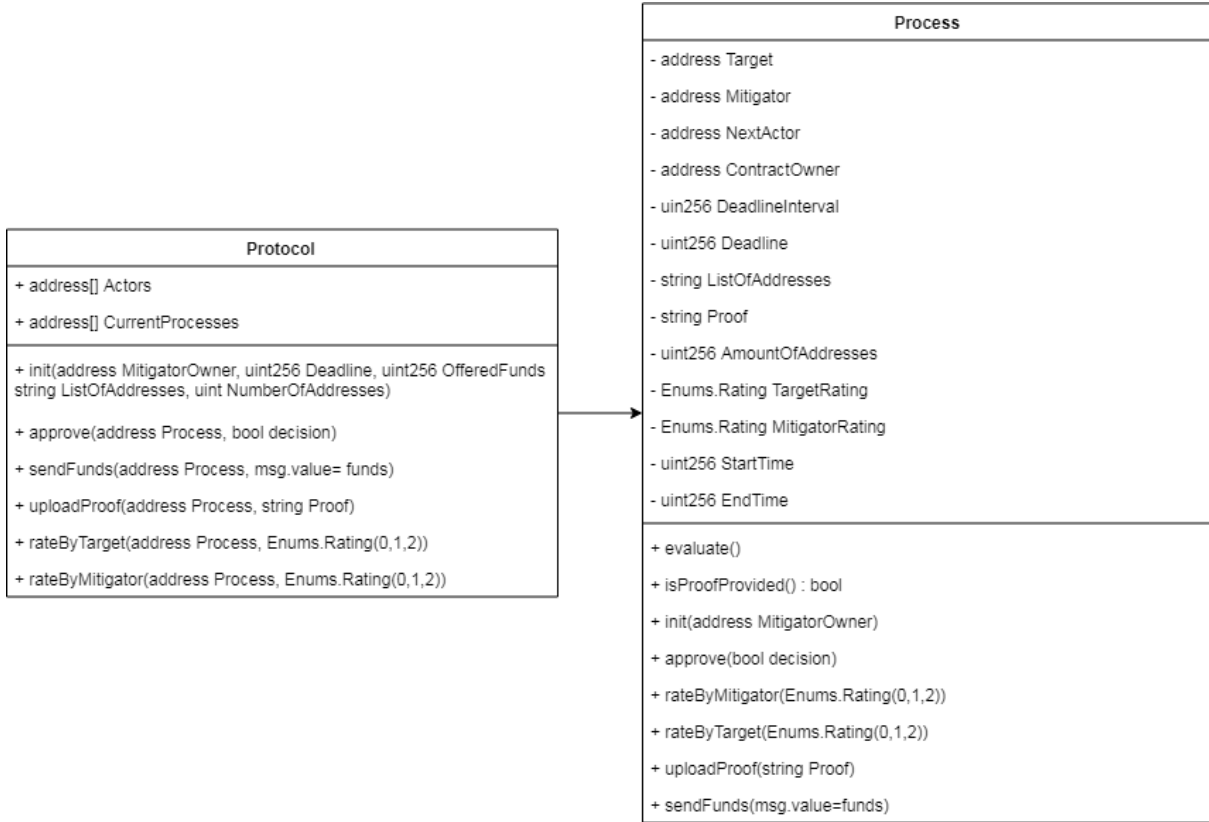 Protocol
+ address[] Actors
+ address[] CurrentProcesses
+ init(address MitigatorOwner, uint256 Deadline, uint256 OfferedFunds
string ListOfAddresses, uint NumberOfAddresses)
+ approve(address Process, bool decision)
+ sendFunds(address Process, msg.value= funds)
+ uploadProof(address Process, string Proof)
+ rateByTarget(address Process, Enums.Rating(0,1,2))
+ rateByMitigator(address Process, Enums.Rating(0,1,2))
Process
- address Target
- address Mitigator
- address NextActor
- address ContractOwner
- uin256 DeadlineInterval
- uint256 Deadline
- string ListOfAddresses
- string Proof
- uint256 AmountOfAddresses
- Enums.Rating TargetRating
- Enums.Rating MitigatorRating
- uint256 StartTime
- uint256 EndTime
+ evaluate()
+ isProofProvided() : bool
+ init(address MitigatorOwner)
+ approve(bool decision)
+ rateByMitigator(Enums.Rating(0,1,2))
+ rateByTarget(Enums.Rating(0,1,2))
+ uploadProof(string Proof)
+ sendFunds(msg.value=funds)